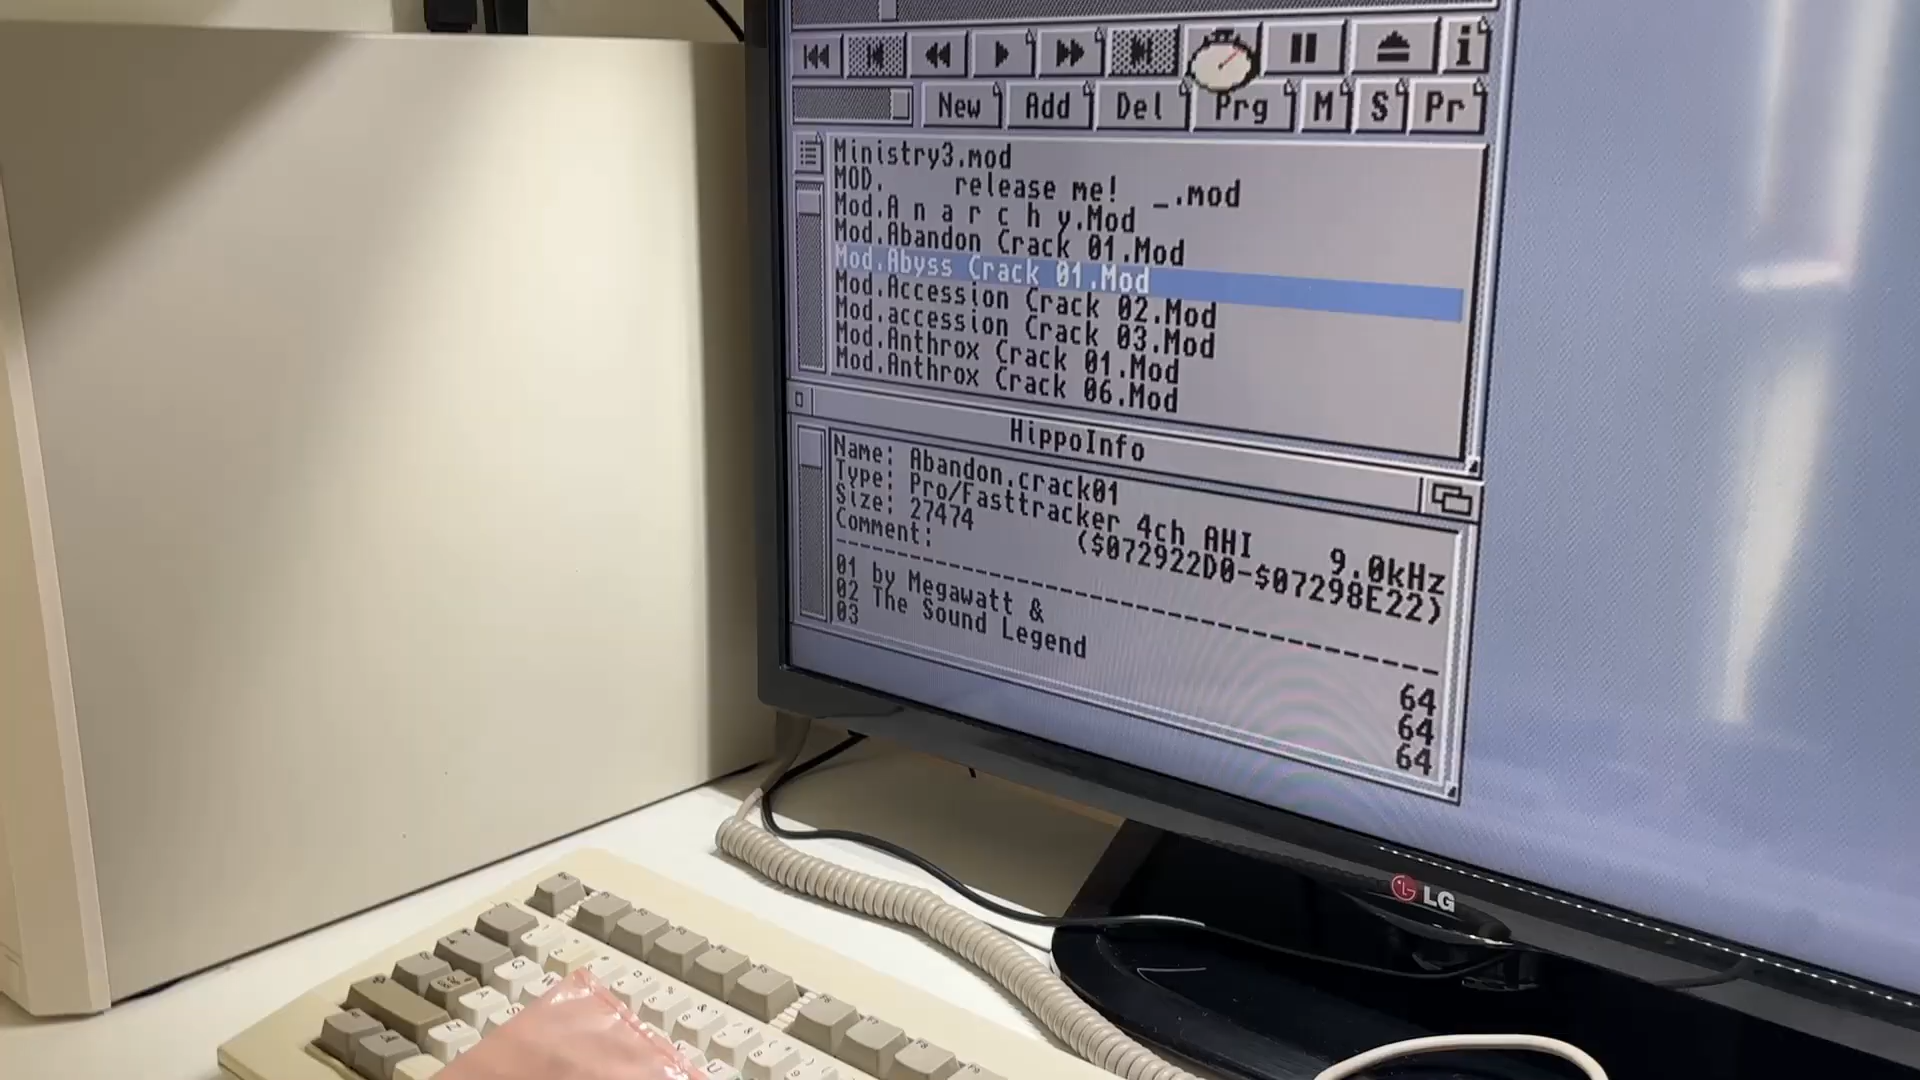 New Add Del Prg M S Pr
Ministry3.mod
MOD.     release me!  _.mod
Mod.A n a r c h y.Mod
Mod.Abandon Crack 01.Mod
Mod.Abyss Crack 01.Mod
Mod.Accession Crack 02.Mod
Mod.accession Crack 03.Mod
Mod.Anthrox Crack 01.Mod
Mod.Anthrox Crack 06.Mod
HippoInfo
Name: Abandon.crack01
Type: Pro/Fasttracker 4ch AHI 9.0kHz
Size: 27474 ($072922D0-$07298E22)
Comment:
------------------------------
01 by Megawatt & 64
02 The Sound Legend 64
03 64
LG